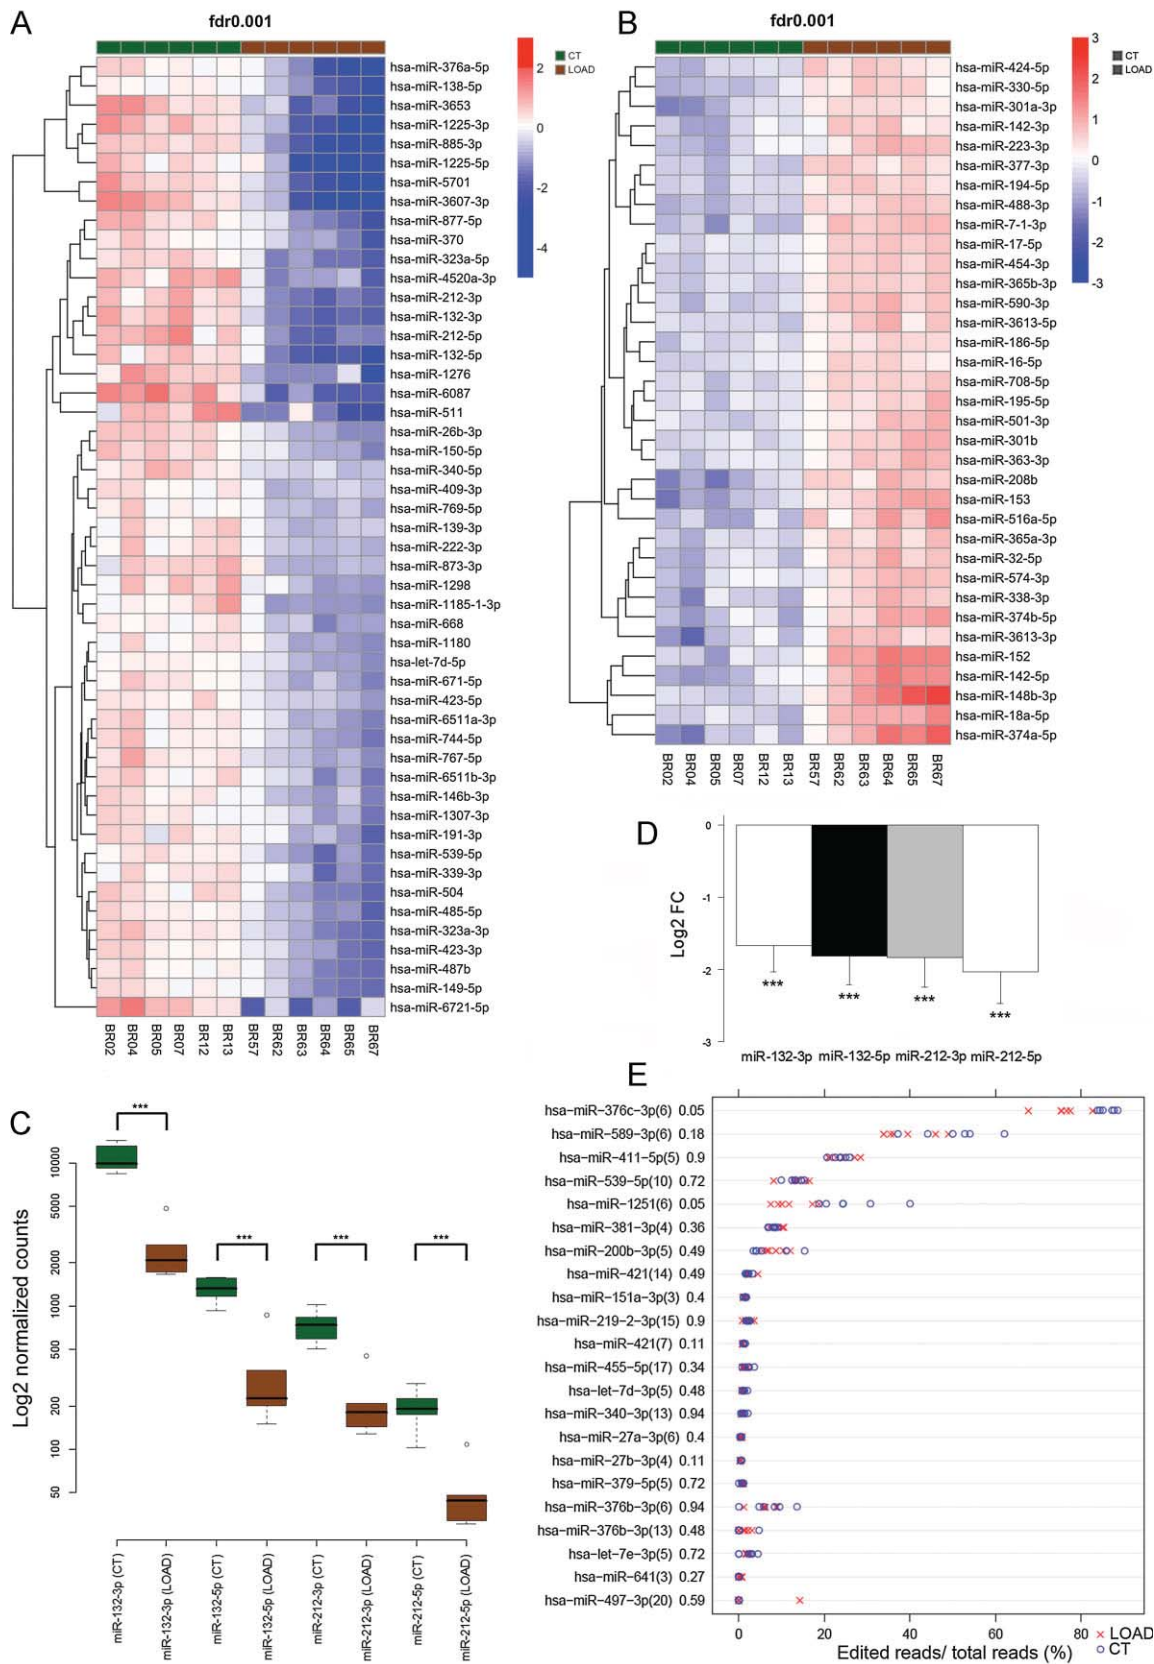 A
fdr0.001
CT
LOAD
2
0
-2
-4
hsa-miR-376a-5p
hsa-miR-138-5p
hsa-miR-3653
hsa-miR-1225-3p
hsa-miR-885-3p
hsa-miR-1225-5p
hsa-miR-5701
hsa-miR-3607-3p
hsa-miR-877-5p
hsa-miR-370
hsa-miR-323a-5p
hsa-miR-4520a-3p
hsa-miR-212-3p
hsa-miR-132-3p
hsa-miR-212-5p
hsa-miR-132-5p
hsa-miR-1276
hsa-miR-6087
hsa-miR-511
hsa-miR-26b-3p
hsa-miR-150-5p
hsa-miR-340-5p
hsa-miR-409-3p
hsa-miR-769-5p
hsa-miR-139-3p
hsa-miR-222-3p
hsa-miR-873-3p
hsa-miR-1298
hsa-miR-1185-1-3p
hsa-miR-668
hsa-miR-1180
hsa-let-7d-5p
hsa-miR-671-5p
hsa-miR-423-5p
hsa-miR-6511a-3p
hsa-miR-744-5p
hsa-miR-767-5p
hsa-miR-6511b-3p
hsa-miR-146b-3p
hsa-miR-1307-3p
hsa-miR-191-3p
hsa-miR-539-5p
hsa-miR-339-3p
hsa-miR-504
hsa-miR-485-5p
hsa-miR-323a-3p
hsa-miR-423-3p
hsa-miR-487b
hsa-miR-149-5p
hsa-miR-6721-5p
BR02 BR04 BR05 BR07 BR12 BR13 BR57 BR62 BR63 BR64 BR65 BR67
B
fdr0.001
CT
LOAD
3
2
1
0
-1
-2
-3
hsa-miR-424-5p
hsa-miR-330-5p
hsa-miR-301a-3p
hsa-miR-142-3p
hsa-miR-223-3p
hsa-miR-377-3p
hsa-miR-194-5p
hsa-miR-488-3p
hsa-miR-7-1-3p
hsa-miR-17-5p
hsa-miR-454-3p
hsa-miR-365b-3p
hsa-miR-590-3p
hsa-miR-3613-5p
hsa-miR-186-5p
hsa-miR-16-5p
hsa-miR-708-5p
hsa-miR-195-5p
hsa-miR-501-3p
hsa-miR-301b
hsa-miR-363-3p
hsa-miR-208b
hsa-miR-153
hsa-miR-516a-5p
hsa-miR-365a-3p
hsa-miR-32-5p
hsa-miR-574-3p
hsa-miR-338-3p
hsa-miR-374b-5p
hsa-miR-3613-3p
hsa-miR-152
hsa-miR-142-5p
hsa-miR-148b-3p
hsa-miR-18a-5p
hsa-miR-374a-5p
BR02 BR04 BR05 BR07 BR12 BR13 BR57 BR62 BR63 BR64 BR65 BR67
C
Log2 normalized counts
10000
5000
2000
1000
500
200
100
50
*** *** *** ***
miR-132-3p (CT)
miR-132-3p (LOAD)
miR-132-5p (CT)
miR-132-5p (LOAD)
miR-212-3p (CT)
miR-212-3p (LOAD)
miR-212-5p (CT)
miR-212-5p (LOAD)
D
Log2 FC
0
-1
-2
-3
*** *** *** ***
miR-132-3p miR-132-5p miR-212-3p miR-212-5p
E
hsa-miR-376c-3p(6) 0.05
hsa-miR-589-3p(6) 0.18
hsa-miR-411-5p(5) 0.9
hsa-miR-539-5p(10) 0.72
hsa-miR-1251(6) 0.05
hsa-miR-381-3p(4) 0.36
hsa-miR-200b-3p(5) 0.49
hsa-miR-421(14) 0.49
hsa-miR-151a-3p(3) 0.4
hsa-miR-219-2-3p(15) 0.9
hsa-miR-421(7) 0.11
hsa-miR-455-5p(17) 0.34
hsa-let-7d-3p(5) 0.48
hsa-miR-340-3p(13) 0.94
hsa-miR-27a-3p(6) 0.4
hsa-miR-27b-3p(4) 0.11
hsa-miR-379-5p(5) 0.72
hsa-miR-376b-3p(6) 0.94
hsa-miR-376b-3p(13) 0.48
hsa-let-7e-3p(5) 0.72
hsa-miR-641(3) 0.27
hsa-miR-497-3p(20) 0.59
0 20 40 60 80
Edited reads/ total reads (%)
LOAD
CT